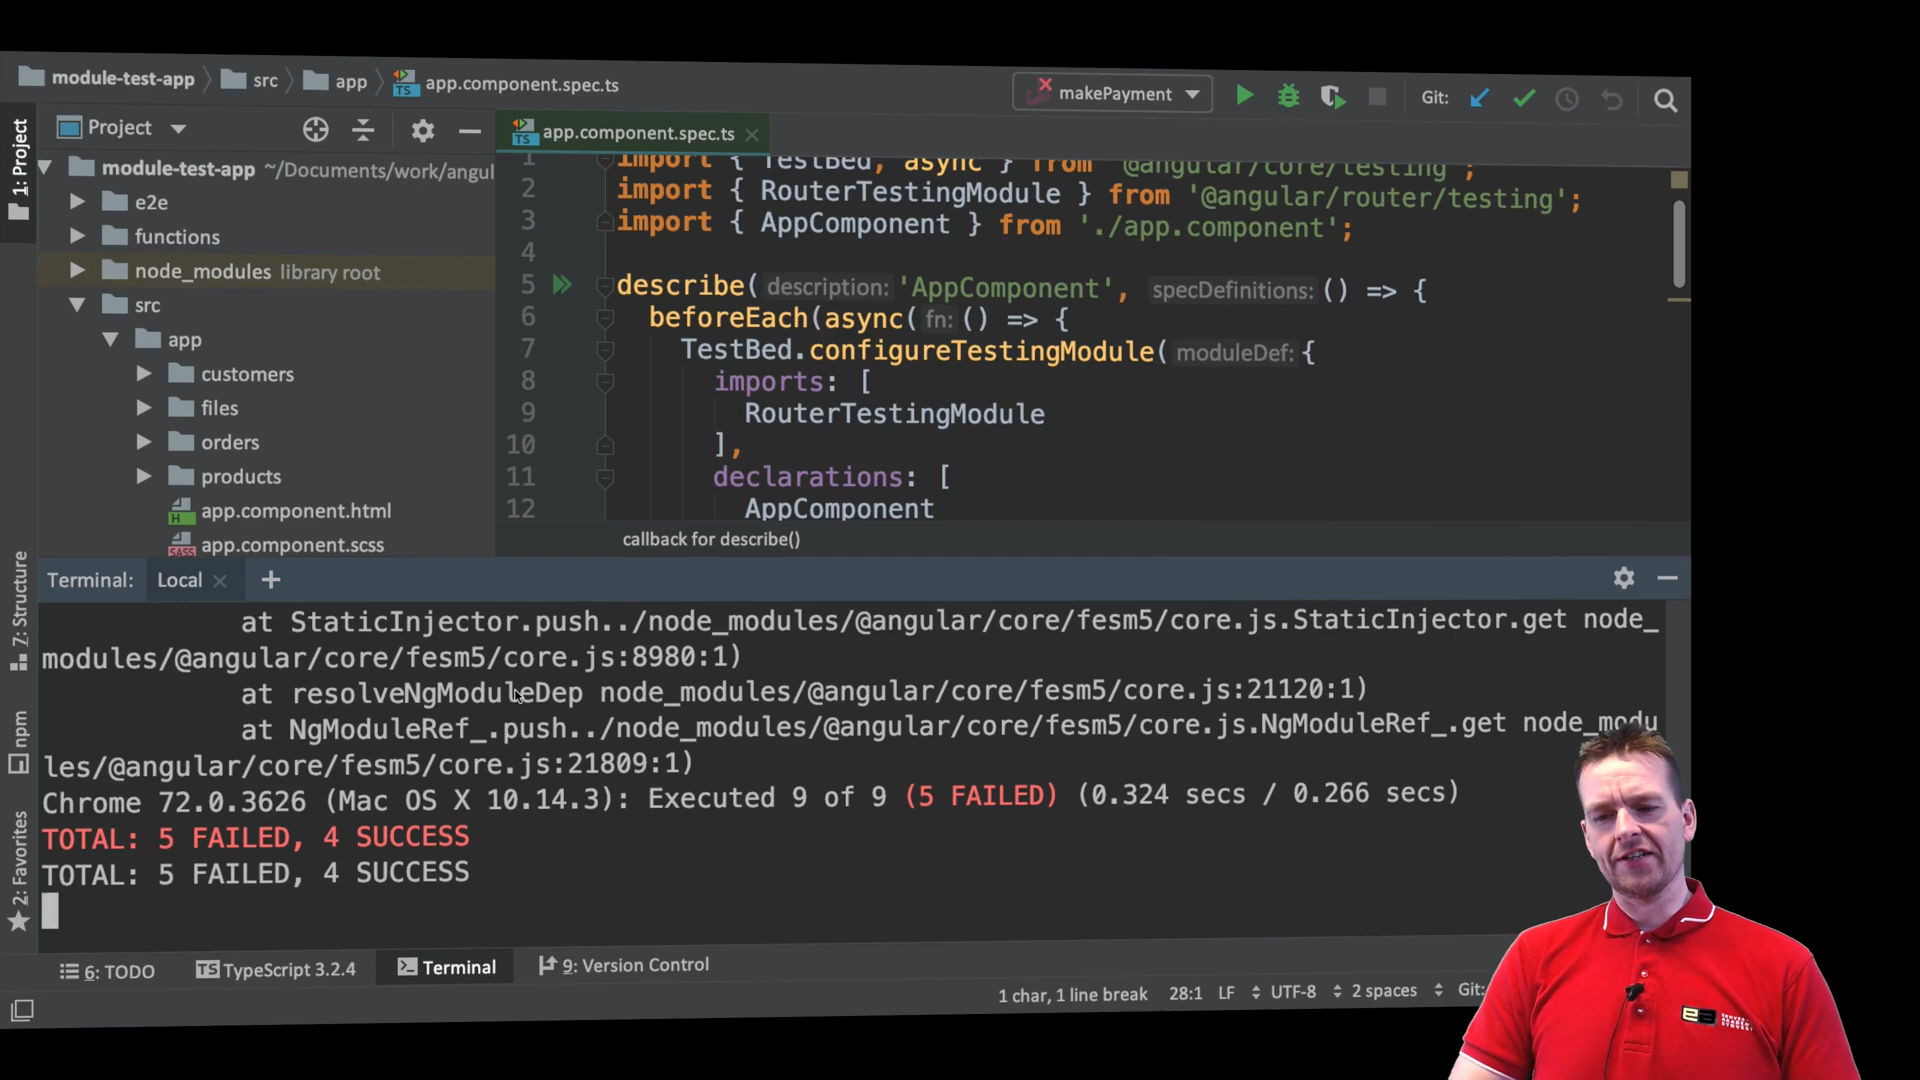 module-test-app src app app.component.spec.ts makePayment Git:
1: Project
Project
app.component.spec.ts
module-test-app ~/Documents/work/angul
e2e
functions
node_modules library root
src
app
customers
files
orders
products
app.component.html
app.component.scss
1 import { TestBed, async } from '@angular/core/testing';
2 import { RouterTestingModule } from '@angular/router/testing';
3 import { AppComponent } from './app.component';
4
5 describe( description: 'AppComponent', specDefinitions: () => {
6 beforeEach(async( fn: () => {
7 TestBed.configureTestingModule( moduleDef: {
8 imports: [
9 RouterTestingModule
10 ],
11 declarations: [
12 AppComponent
callback for describe()
7: Structure
npm
2: Favorites
Terminal: Local
at StaticInjector.push../node_modules/@angular/core/fesm5/core.js.StaticInjector.get node_
modules/@angular/core/fesm5/core.js:8980:1)
at resolveNgModuleDep node_modules/@angular/core/fesm5/core.js:21120:1)
at NgModuleRef_.push../node_modules/@angular/core/fesm5/core.js.NgModuleRef_.get node_modu
les/@angular/core/fesm5/core.js:21809:1)
Chrome 72.0.3626 (Mac OS X 10.14.3): Executed 9 of 9 (5 FAILED) (0.324 secs / 0.266 secs)
TOTAL: 5 FAILED, 4 SUCCESS
TOTAL: 5 FAILED, 4 SUCCESS
6: TODO TypeScript 3.2.4 Terminal 9: Version Control
1 char, 1 line break 28:1 LF UTF-8 2 spaces Git: